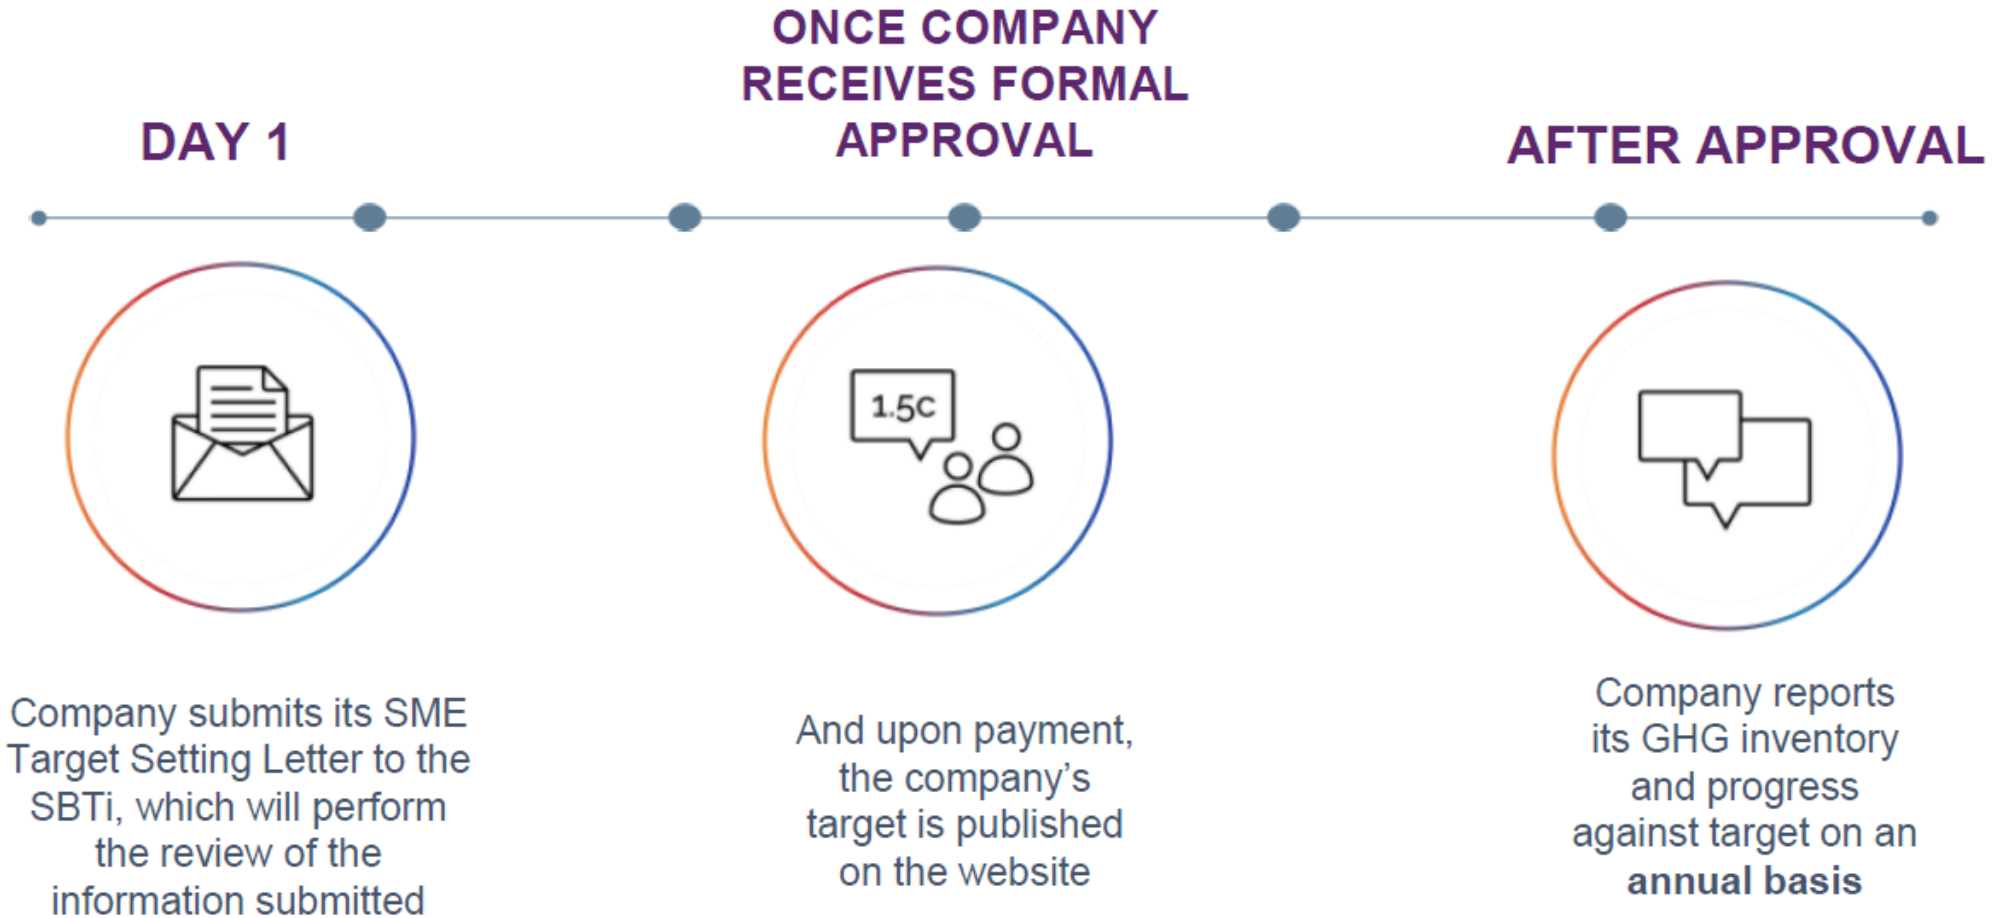 DAY 1
ONCE COMPANY
RECEIVES FORMAL
APPROVAL
AFTER APPROVAL
1.5c
Company submits its SME
Target Setting Letter to the
SBTi, which will perform
the review of the
information submitted
And upon payment,
the company’s
target is published
on the website
Company reports
its GHG inventory
and progress
against target on an
annual basis